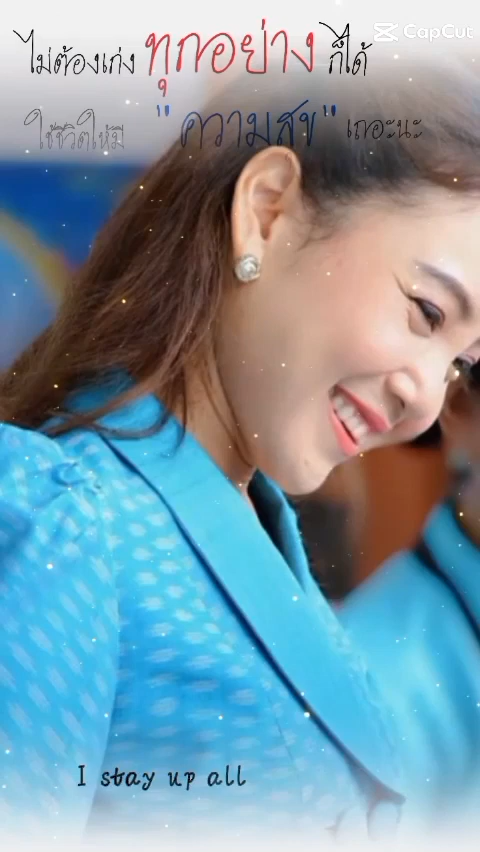 CapCut
ไม่ต้องเก่ง ทุกอย่าง ก็ได้
ใช้ชีวิตให้มี "ความสุข" เถอะนะ
I stay up all